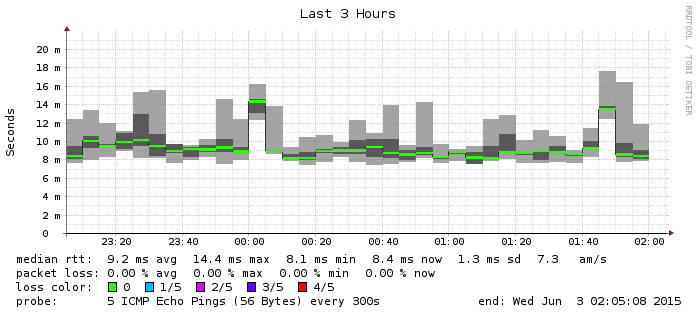 Last 3 Hours
RRDTOOL / TOBI OETIKER
Seconds
20 m
18 m
16 m
14 m
12 m
10 m
8 m
6 m
4 m
2 m
0
23:20 23:40 00:00 00:20 00:40 01:00 01:20 01:40 02:00
median rtt: 9.2 ms avg 14.4 ms max 8.1 ms min 8.4 ms now 1.3 ms sd 7.3 am/s
packet loss: 0.00 % avg 0.00 % max 0.00 % min 0.00 % now
loss color: 0 1/5 2/5 3/5 4/5
probe: 5 ICMP Echo Pings (56 Bytes) every 300s end: Wed Jun 3 02:05:08 2015